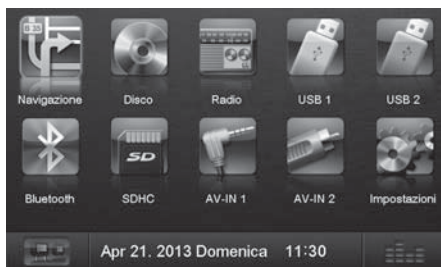 B 35
Navigazione Disco Radio USB 1 USB 2
SD
Bluetooth SDHC AV-IN 1 AV-IN 2 Impostazioni
Apr 21. 2013 Domenica 11:30